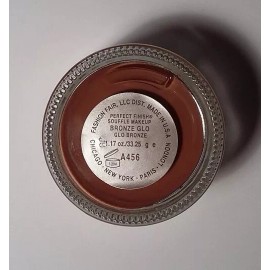 FASHION FAIR, LLC DIST. MADE IN U.S.A.
PERFECT FINISH®
SOUFFLE MAKEUP
BRONZE GLO
GLO BRONZE
1.17 oz/33.25 g e
A456
CHICAGO · NEW YORK · PARIS · LONDON